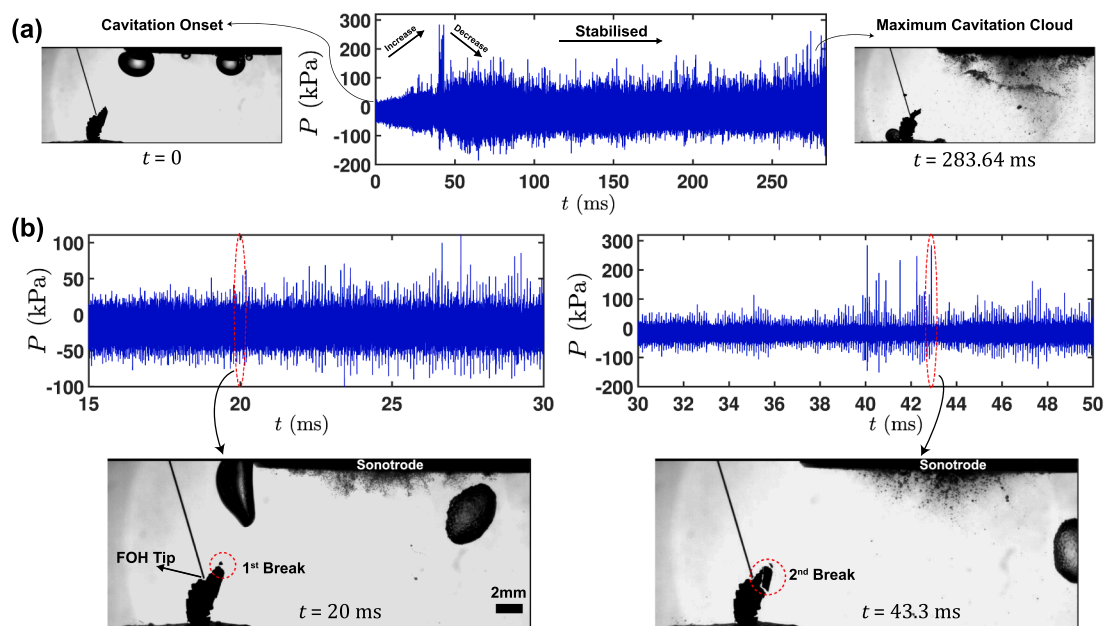 (a)
Cavitation Onset
Maximum Cavitation Cloud
300
200
100
0
-100
-200
P (kPa)
Increase
Decrease
Stabilised
0 50 100 150 200 250
t (ms)
t = 0
t = 283.64 ms
(b)
100
50
0
-50
-100
P (kPa)
15 20 25 30
t (ms)
300
200
100
0
-100
-200
P (kPa)
30 32 34 36 38 40 42 44 46 48 50
t (ms)
Sonotrode
FOH Tip
1st Break
2mm
t = 20 ms
Sonotrode
2nd Break
t = 43.3 ms